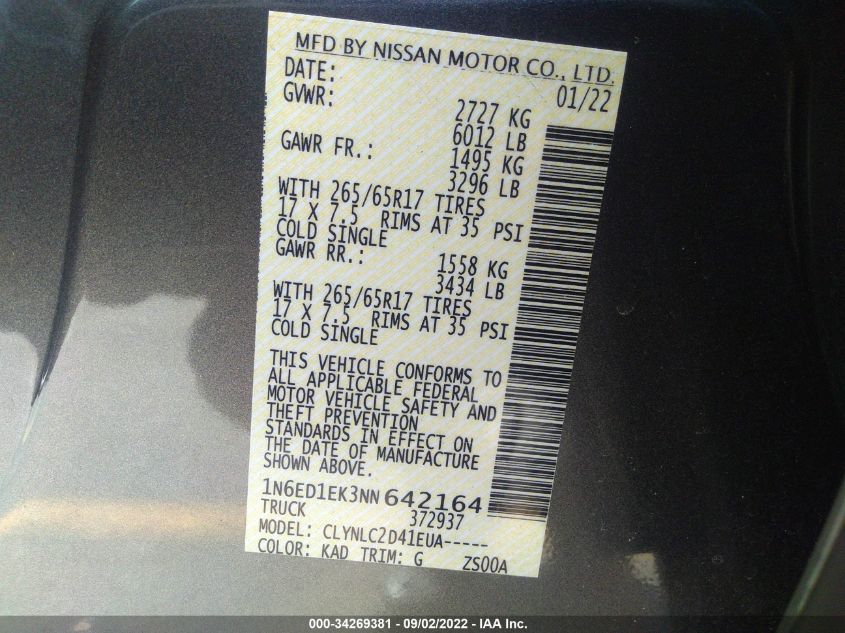 MFD BY NISSAN MOTOR CO., LTD.
DATE: 01/22
GVWR: 2727 KG
6012 LB
GAWR FR.: 1495 KG
3296 LB
WITH 265/65R17 TIRES
17 X 7.5 RIMS AT 35 PSI
COLD SINGLE
GAWR RR.: 1558 KG
3434 LB
WITH 265/65R17 TIRES
17 X 7.5 RIMS AT 35 PSI
COLD SINGLE
THIS VEHICLE CONFORMS TO
ALL APPLICABLE FEDERAL
MOTOR VEHICLE SAFETY AND
THEFT PREVENTION
STANDARDS IN EFFECT ON
THE DATE OF MANUFACTURE
SHOWN ABOVE.
1N6ED1EK3NN642164
TRUCK 372937
MODEL: CLYNLC2D41EUA-----
COLOR: KAD TRIM: G ZS00A
000-34269381 - 09/02/2022 - IAA Inc.